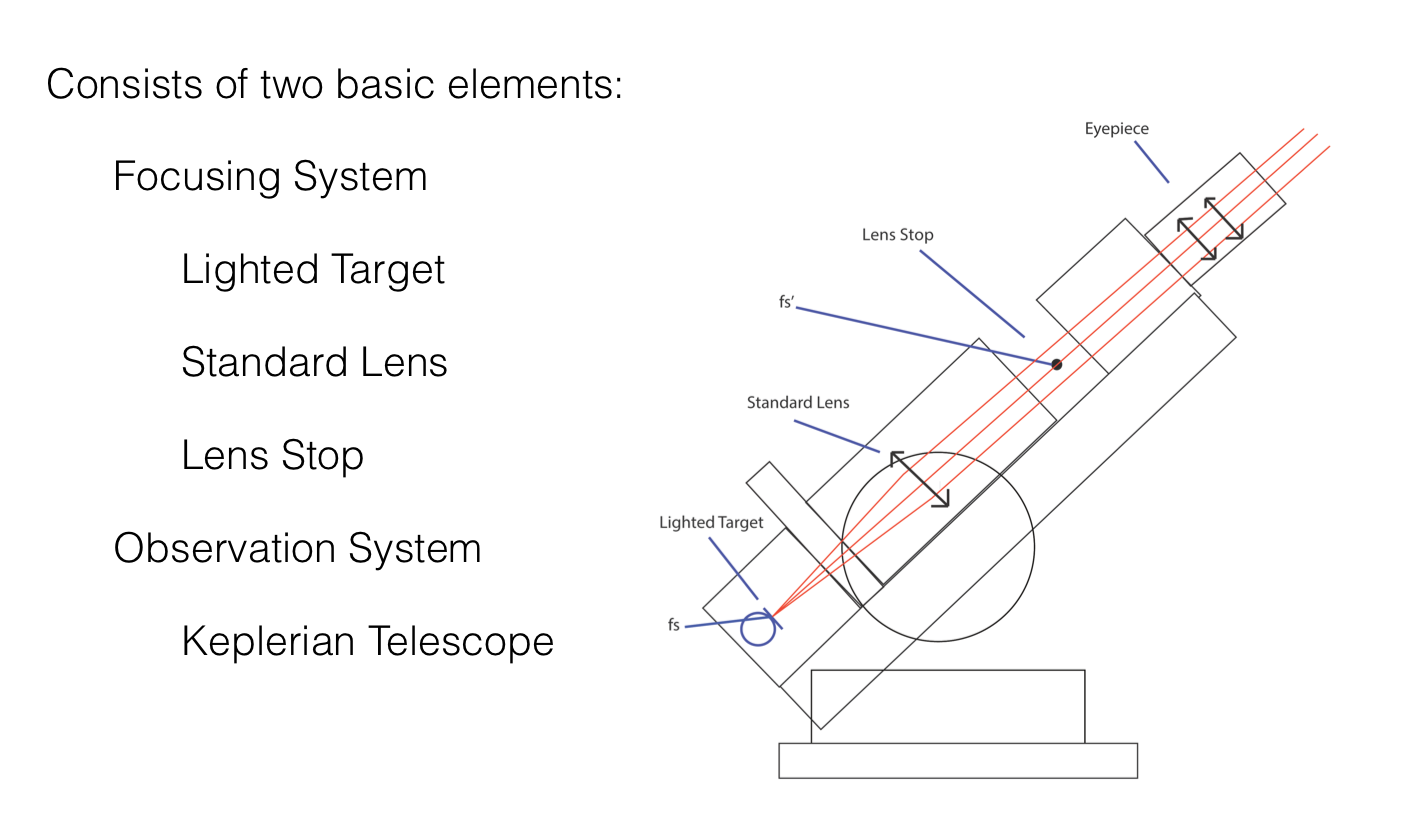 Consists of two basic elements:
Focusing System
Lighted Target
Standard Lens
Lens Stop
Observation System
Keplerian Telescope
Eyepiece
Lens Stop
fs’
Standard Lens
Lighted Target
fs